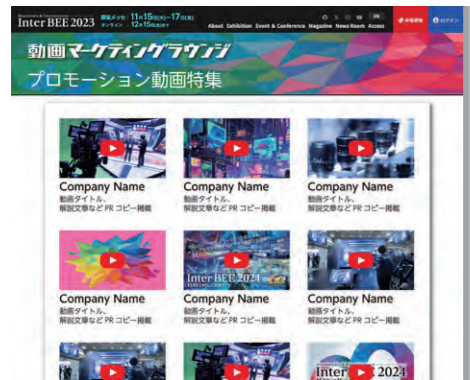 Inter BEE 2023
幕張メッセ 11月15日(水)-17日(金)
オンライン 12月15日(金)まで
About Exhibition Event & Conference Magazine News Room Access
EN
来場登録
ログイン
動画マーケティングラウンジ
プロモーション動画特集
Company Name
動画タイトル、
解説文章など PR コピー掲載
Company Name
動画タイトル、
解説文章など PR コピー掲載
Company Name
動画タイトル、
解説文章など PR コピー掲載
Inter BEE 2024
Company Name
動画タイトル、
解説文章など PR コピー掲載
Company Name
動画タイトル、
解説文章など PR コピー掲載
Company Name
動画タイトル、
解説文章など PR コピー掲載
Inter 2024